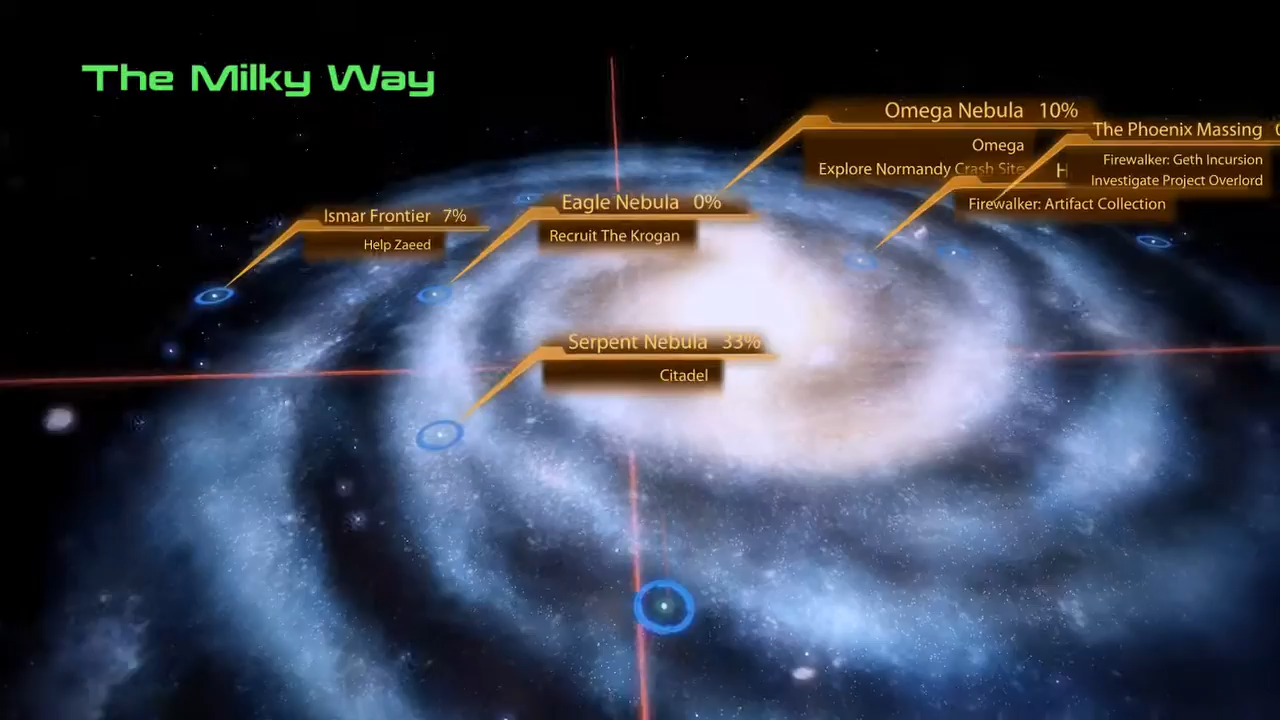 The Milky Way
Omega Nebula 10%
Omega
Explore Normandy Crash Site
The Phoenix Massing
Firewalker: Geth Incursion
Investigate Project Overlord
Firewalker: Artifact Collection
Eagle Nebula 0%
Recruit The Krogan
Ismar Frontier 7%
Help Zaeed
Serpent Nebula 33%
Citadel